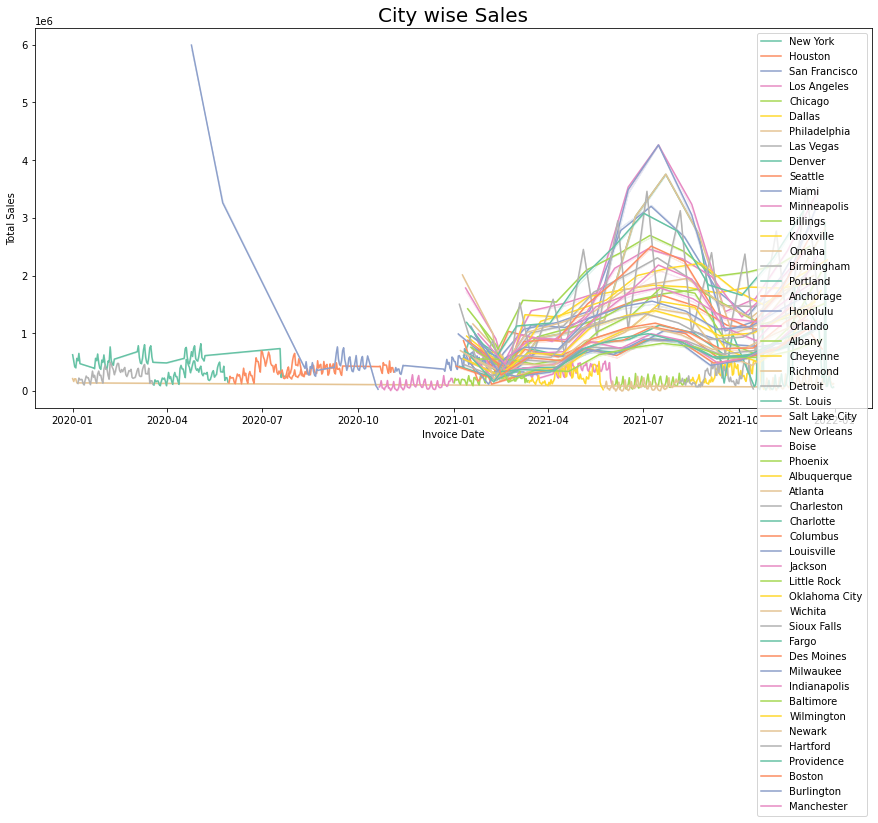 City wise Sales
1e6
6
5
4
3
2
1
0
Total Sales
2020-01
2020-04
2020-07
2020-10
2021-01
2021-04
2021-07
2021-10
Invoice Date
New York
Houston
San Francisco
Los Angeles
Chicago
Dallas
Philadelphia
Las Vegas
Denver
Seattle
Miami
Minneapolis
Billings
Knoxville
Omaha
Birmingham
Portland
Anchorage
Honolulu
Orlando
Albany
Cheyenne
Richmond
Detroit
St. Louis
Salt Lake City
New Orleans
Boise
Phoenix
Albuquerque
Atlanta
Charleston
Charlotte
Columbus
Louisville
Jackson
Little Rock
Oklahoma City
Wichita
Sioux Falls
Fargo
Des Moines
Milwaukee
Indianapolis
Baltimore
Wilmington
Newark
Hartford
Providence
Boston
Burlington
Manchester